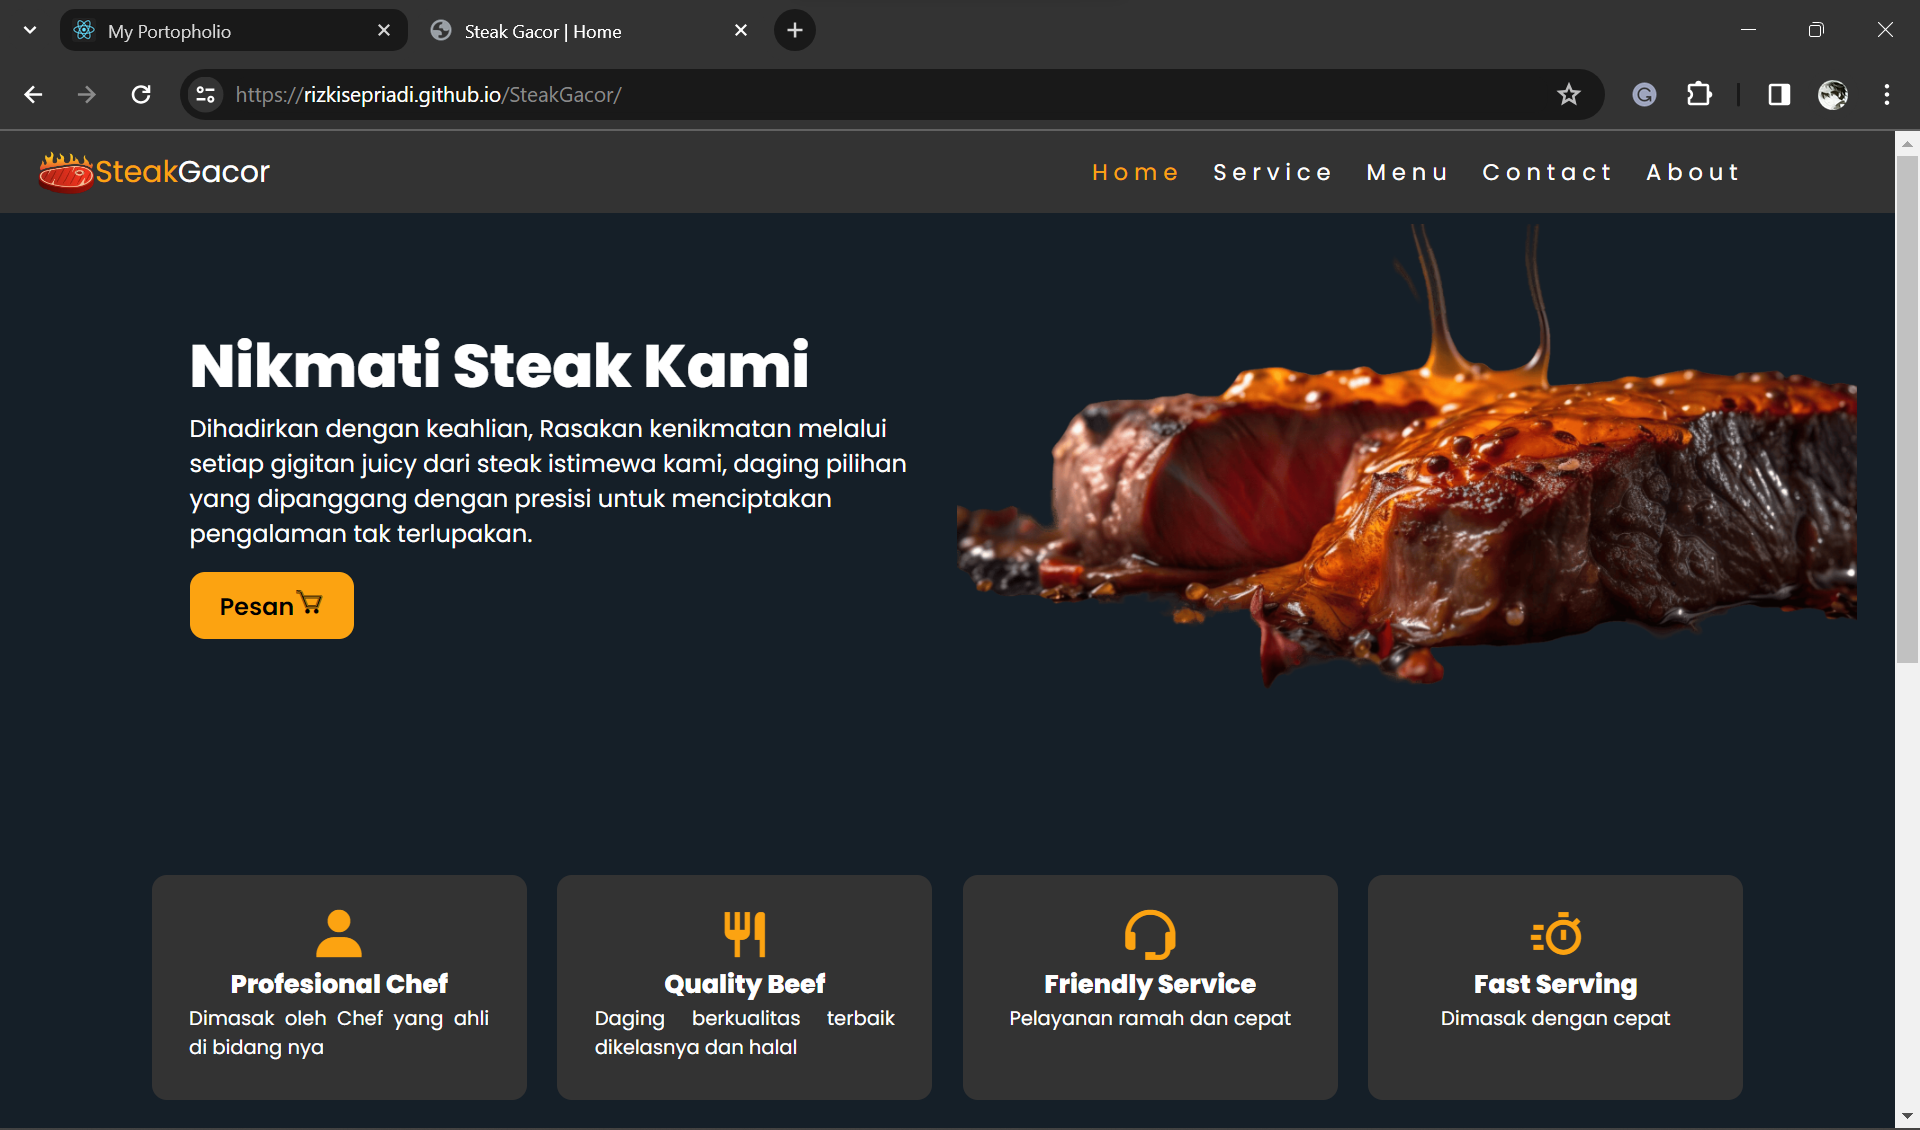 My Portopholio
Steak Gacor | Home
https://rizkisepriadi.github.io/SteakGacor/
SteakGacor
Home Service Menu Contact About
Nikmati Steak Kami
Dihadirkan dengan keahlian, Rasakan kenikmatan melalui
setiap gigitan juicy dari steak istimewa kami, daging pilihan
yang dipanggang dengan presisi untuk menciptakan
pengalaman tak terlupakan.
Pesan
Profesional Chef
Dimasak oleh Chef yang ahli
di bidang nya
Quality Beef
Daging berkualitas terbaik
dikelasnya dan halal
Friendly Service
Pelayanan ramah dan cepat
Fast Serving
Dimasak dengan cepat